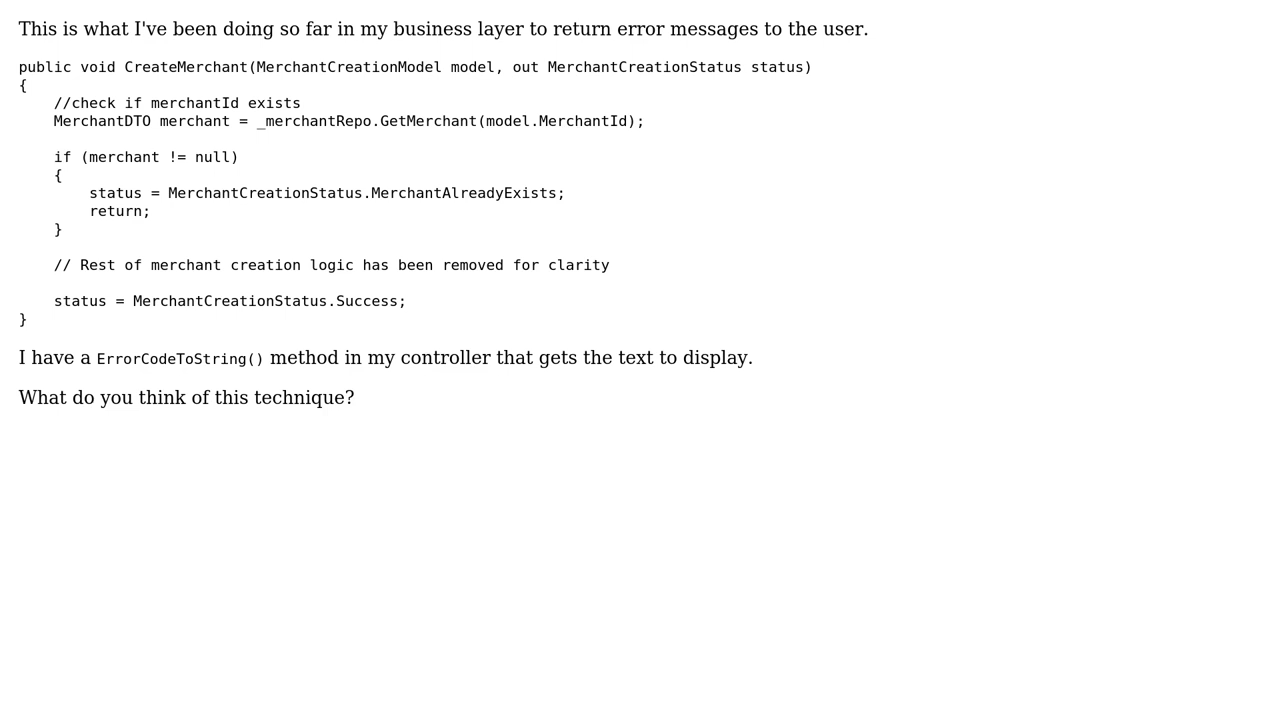 This is what I've been doing so far in my business layer to return error messages to the user.
public void CreateMerchant(MerchantCreationModel model, out MerchantCreationStatus status)
{
    //check if merchantId exists
    MerchantDTO merchant = _merchantRepo.GetMerchant(model.MerchantId);
    if (merchant != null)
    {
        status = MerchantCreationStatus.MerchantAlreadyExists;
        return;
    }
    // Rest of merchant creation logic has been removed for clarity
    status = MerchantCreationStatus.Success;
}
I have a ErrorCodeToString() method in my controller that gets the text to display.
What do you think of this technique?